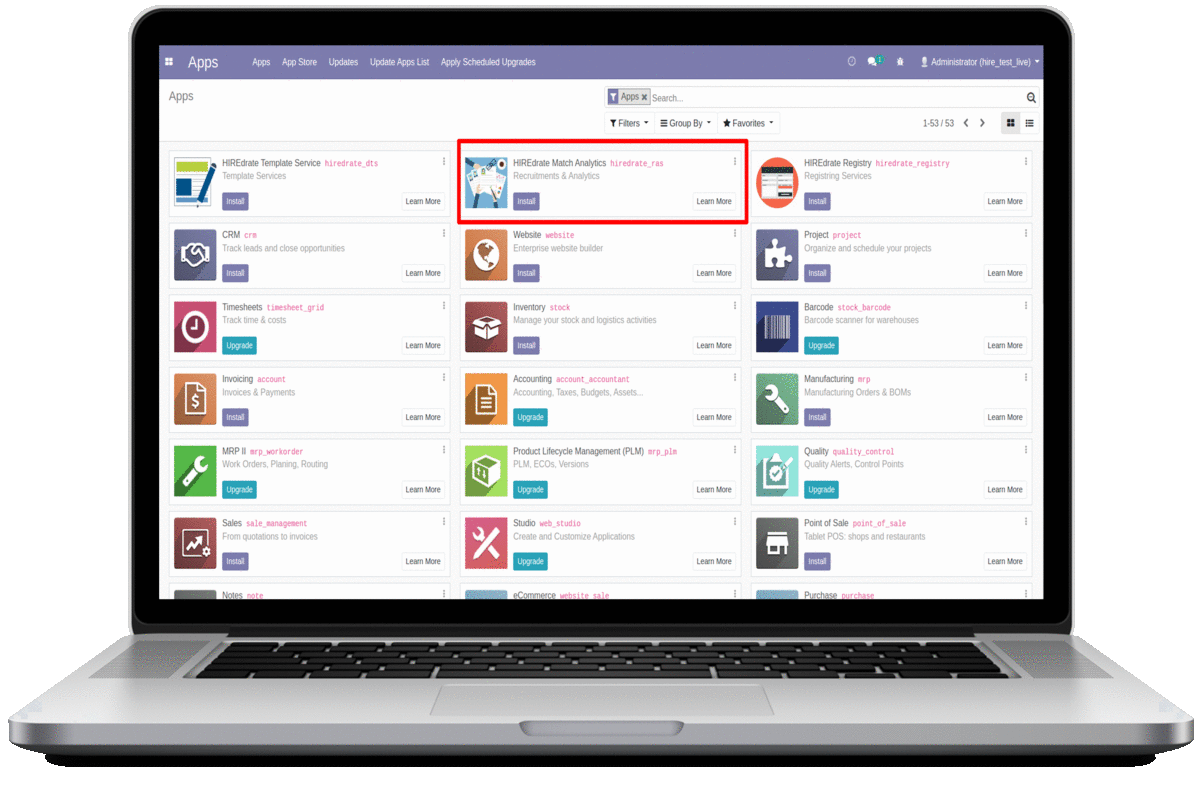 Apps Apps App Store Updates Update Apps List Apply Scheduled Upgrades 1 Administrator (hire_test_live)
Apps Apps Search...
Filters Group By Favorites 1-53 / 53
HIREdrate Template Service hiredrate_dts
Template Services
Install Learn More
HIREdrate Match Analytics hiredrate_ras
Recrutments & Analytics
Install Learn More
HIREdrate Registry hiredrate_registry
Registring Services
Install Learn More
CRM crm
Track leads and close opportunities
Install Learn More
Website website
Enterprise website builder
Install Learn More
Project project
Organize and schedule your projects
Install Learn More
Timesheets timesheet_grid
Track time & costs
Upgrade Learn More
Inventory stock
Manage your stock and logistics activities
Install Learn More
Barcode stock_barcode
Barcode scanner for warehouses
Upgrade Learn More
Invoicing account
Invoices & Payments
Install Learn More
Accounting account_accountant
Accounting, Taxes, Budgets, Assets...
Upgrade Learn More
Manufacturing mrp
Manufacturing Orders & BOMs
Install Learn More
MRP II mrp_workorder
Work Orders, Planing, Routing
Upgrade Learn More
Product Lifecycle Management (PLM) mrp_plm
PLM, ECOs, Versions
Upgrade Learn More
Quality quality_control
Quality Alerts, Control Points
Upgrade Learn More
Sales sale_management
From quotations to invoices
Install Learn More
Studio web_studio
Create and Customize Applications
Upgrade Learn More
Point of Sale point_of_sale
Tablet POS: shops and restaurants
Install Learn More
Notes note
eCommerce website_sale
Purchase purchase